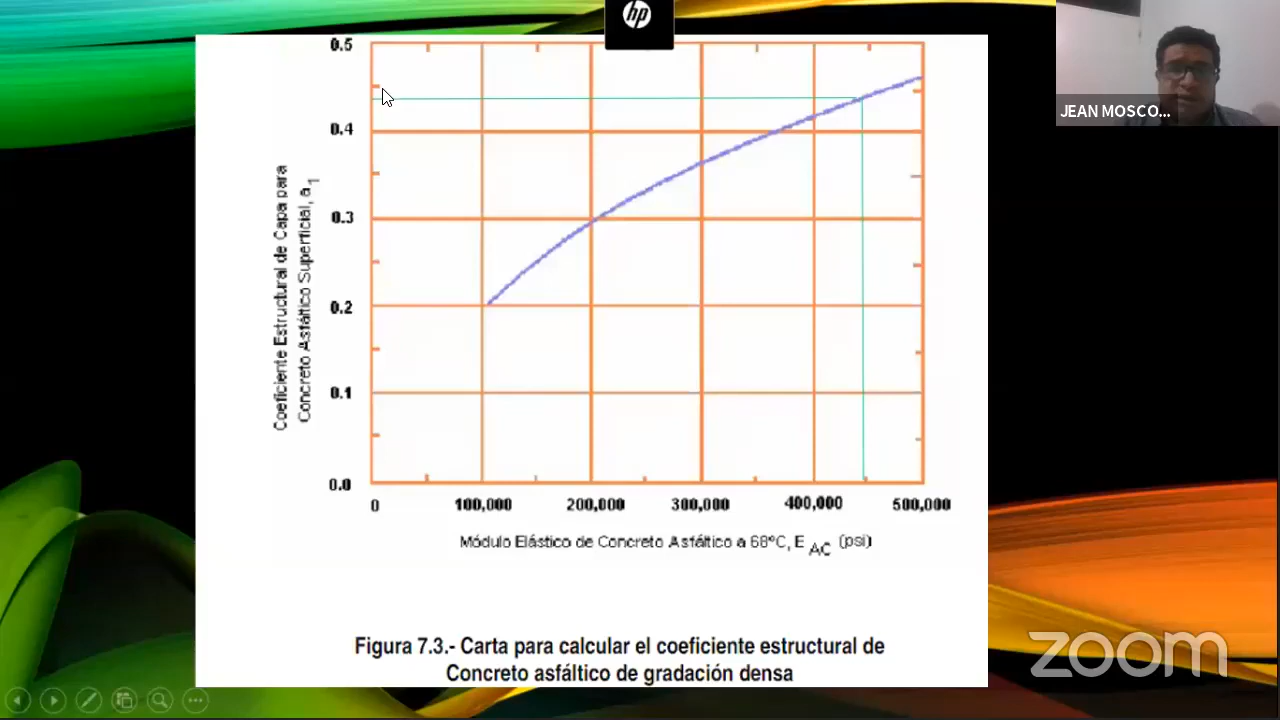 hp
JEAN MOSCO...
0.5
0.4
0.3
0.2
0.1
0.0
Coeficiente Estructural de Capa para
Concreto Asfáltico Superficial, a1
0 100,000 200,000 300,000 400,000 500,000
Módulo Elástico de Concreto Asfáltico a 68ºC, E AC (psi)
Figura 7.3.- Carta para calcular el coeficiente estructural de
Concreto asfáltico de gradación densa
zoom